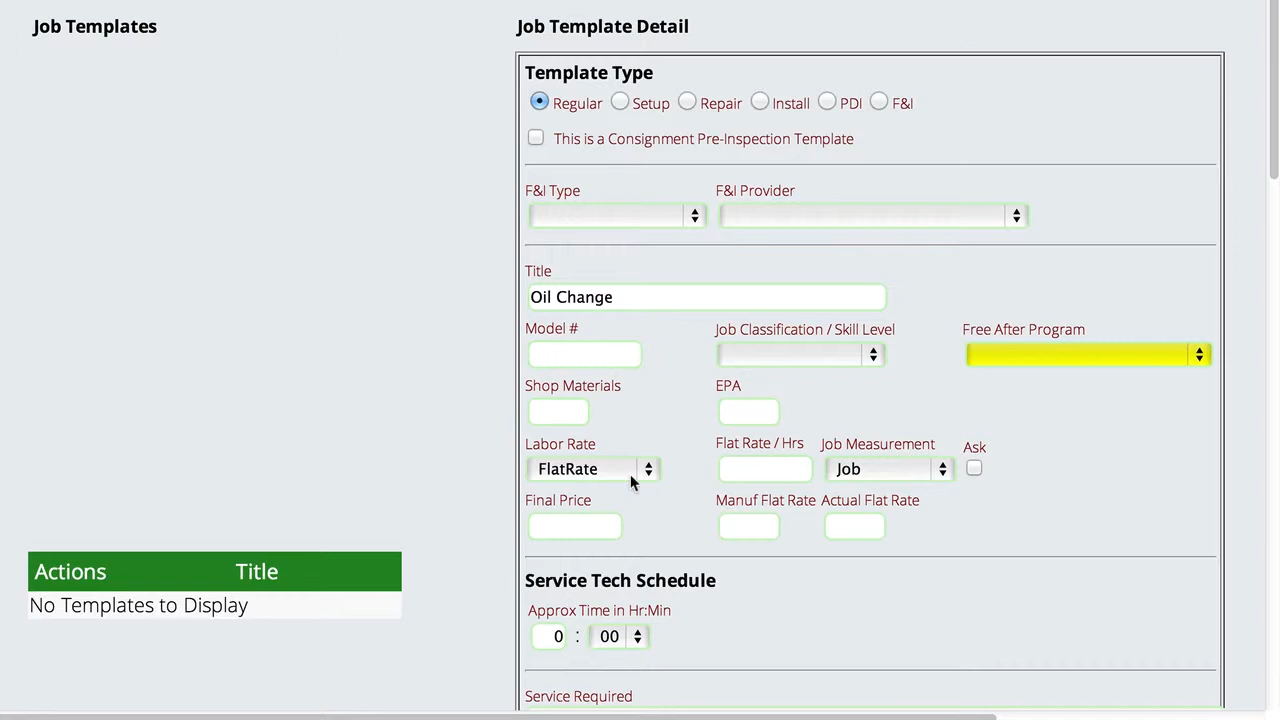 Job Templates
Job Template Detail
Template Type
Regular Setup Repair Install PDI F&I
This is a Consignment Pre-Inspection Template
F&I Type F&I Provider
Title
Oil Change
Model # Job Classification / Skill Level Free After Program
Shop Materials EPA
Labor Rate Flat Rate / Hrs Job Measurement Ask
FlatRate Job
Final Price Manuf Flat Rate Actual Flat Rate
Actions Title
No Templates to Display
Service Tech Schedule
Approx Time in Hr:Min
0 : 00
Service Required